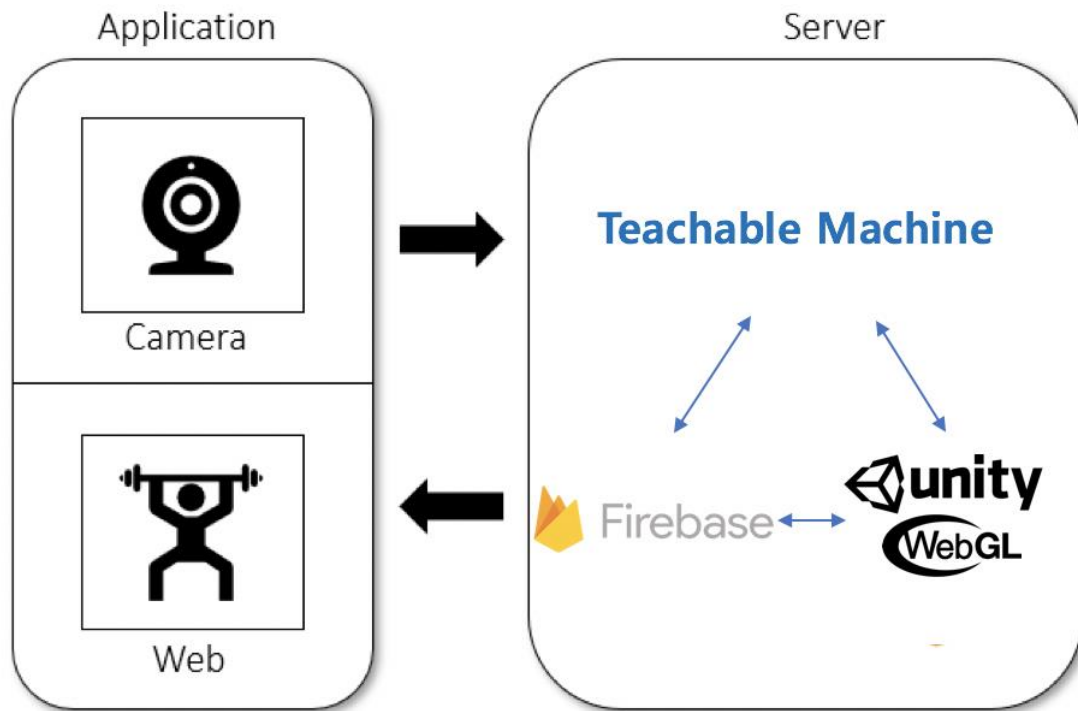 Application
Server
Camera
Web
Teachable Machine
Firebase
unity
WebGL